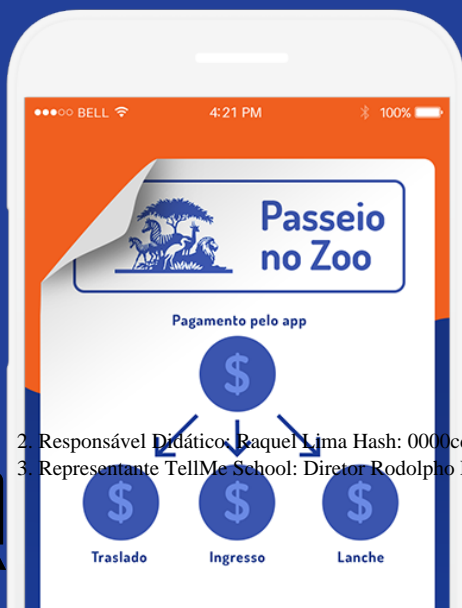 BELL 4:21 PM 100%
Passeio
no Zoo
Pagamento pelo app
$
2. Responsável Didático: Raquel Lima Hash: 0000c
3. Representante TellMe School: Diretor Rodolpho
$ $ $
Traslado Ingresso Lanche